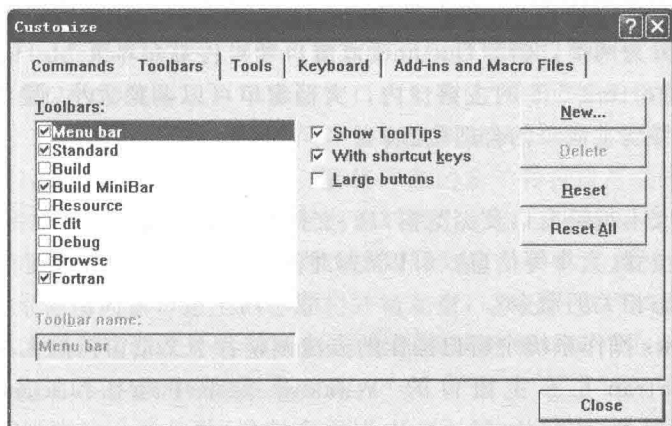 Customize
Commands Toolbars Tools Keyboard Add-ins and Macro Files
Toolbars:
Menu bar
Standard
Build
Build MiniBar
Resource
Edit
Debug
Browse
Fortran
Show ToolTips
With shortcut keys
Large buttons
New...
Delete
Reset
Reset All
Toolbar name:
Menu bar
Close